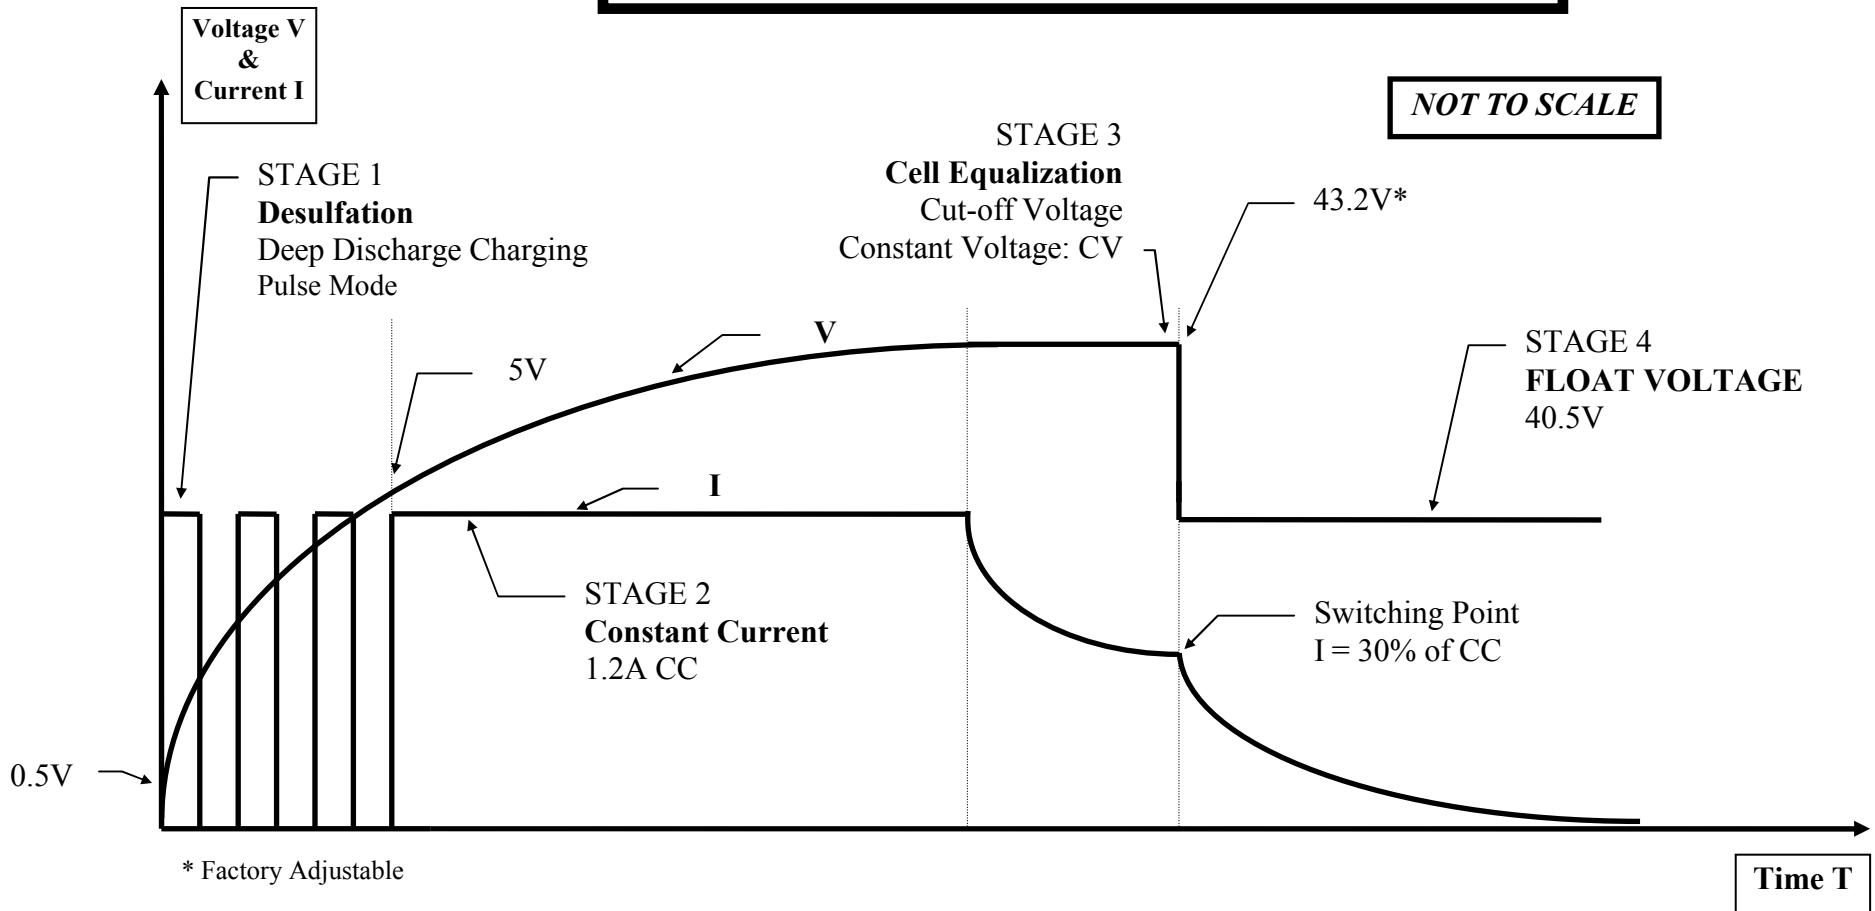 Voltage V
&
Current I
NOT TO SCALE
STAGE 1
Desulfation
Deep Discharge Charging
Pulse Mode
STAGE 3
Cell Equalization
Cut-off Voltage
Constant Voltage: CV
43.2V*
V
5V
STAGE 4
FLOAT VOLTAGE
40.5V
I
STAGE 2
Constant Current
1.2A CC
Switching Point
I = 30% of CC
0.5V
* Factory Adjustable
Time T